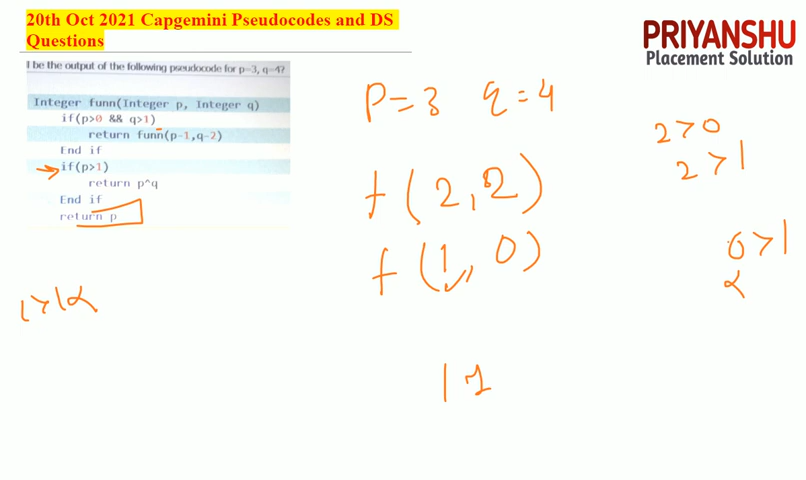 20th Oct 2021 Capgemini Pseudocodes and DS
Questions
PRIYANSHU
Placement Solution
l be the output of the following pseudocode for p=3, q=4?
Integer funn(Integer p, Integer q)
if(p>0 && q>1)
return funn(p-1,q-2)
End if
if(p>1)
return p^q
End if
return p
P=3 q=4
2>0
2>1
f(2,2)
f(1,0)
0>1
1>1
1 1